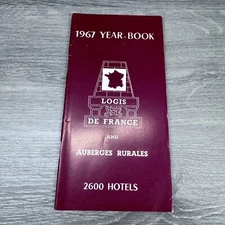 1967 YEAR-BOOK
LOGIS
DE FRANCE
AND
AUBERGES RURALES
2600 HOTELS